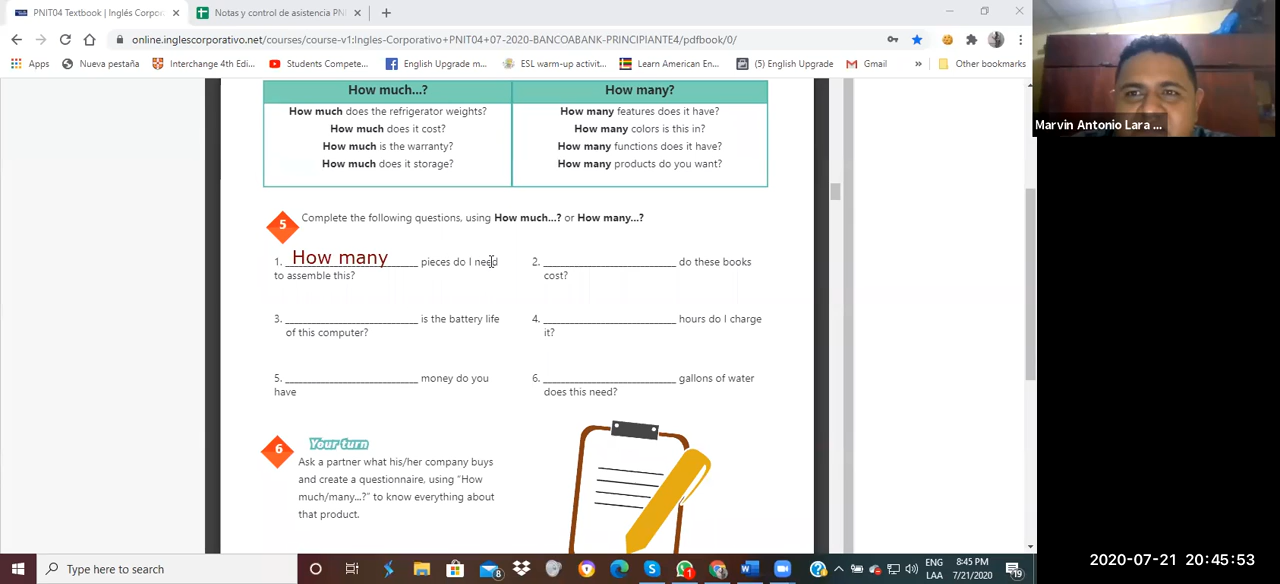 PNIT04 Textbook | Inglés Corpora
Notas y control de asistencia PNI
online.inglescorporativo.net/courses/course-v1:Ingles-Corporativo+PNIT04+07-2020-BANCOABANK-PRINCIPIANTE4/pdfbook/0/
Apps
Nueva pestaña
Interchange 4th Edi...
Students Compete...
English Upgrade m...
ESL warm-up activit...
Learn American En...
(5) English Upgrade
Gmail
»
Other bookmarks
Marvin Antonio Lara ...
How much...? How many?
How much does the refrigerator weights? How many features does it have?
How much does it cost? How many colors is this in?
How much is the warranty? How many functions does it have?
How much does it storage? How many products do you want?
5 Complete the following questions, using How much...? or How many...?
1. How many pieces do I need
to assemble this?
2. ____________ do these books
cost?
3. ____________ is the battery life
of this computer?
4. ____________ hours do I charge
it?
5. ____________ money do you
have
6. ____________ gallons of water
does this need?
6 Your turn
Ask a partner what his/her company buys
and create a questionnaire, using “How
much/many...?” to know everything about
that product.
Type here to search
8
1
ENG
LAA
8:45 PM
7/21/2020
19
2020-07-21 20:45:53